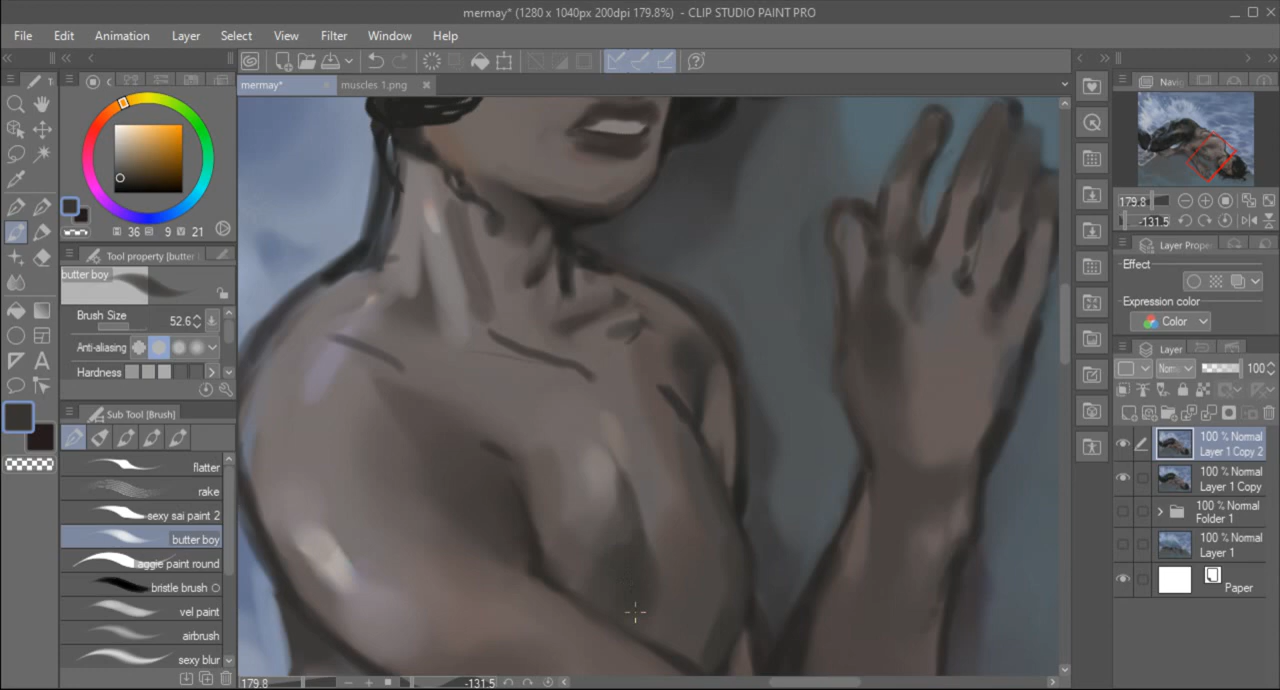 mermay* (1280 x 1040px 200dpi 179.8%) - CLIP STUDIO PAINT PRO
File Edit Animation Layer Select View Filter Window Help
mermay* muscles 1.png
Navig
179.8
-131.5
36 9 21
Tool property [butter
butter boy
Brush Size 52.6
Anti-aliasing
Hardness
Sub Tool [Brush]
flatter
rake
sexy sai paint 2
butter boy
aggie paint round
bristle brush
vel paint
airbrush
sexy blur
Layer Prope
Effect
Expression color
Color
Layer
Norm 100
100 % Normal
Layer 1 Copy 2
100 % Normal
Layer 1 Copy
100 % Normal
Folder 1
100 % Normal
Layer 1
Paper
179.8 -131.5